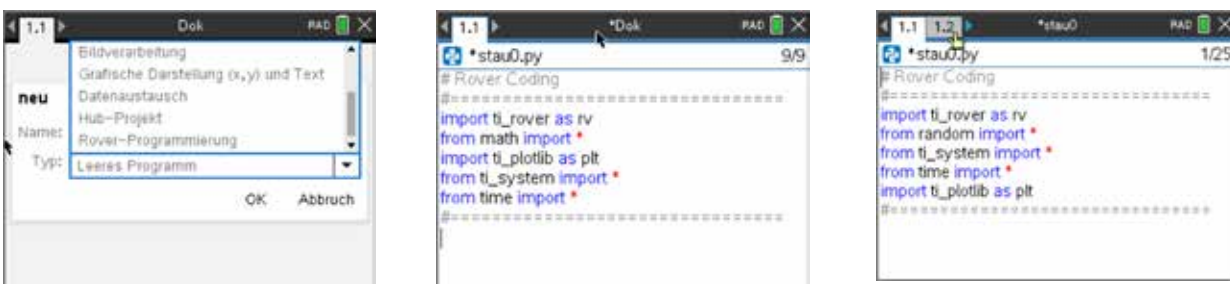 1.1 Dok RAD
Bildverarbeitung
Grafische Darstellung (x,y) und Text
neu Datenaustausch
Hub-Projekt
Name: Rover-Programmierung
Typ: Leeres Programm
OK Abbruch
1.1 *Dok RAD
*stau0.py 9/9
# Rover Coding
#================================
import ti_rover as rv
from math import *
import ti_plotlib as plt
from ti_system import *
from time import *
#================================
1.1 1.2 *stau0 RAD
*stau0.py 1/25
# Rover Coding
#================================
import ti_rover as rv
from random import *
from ti_system import *
from time import *
import ti_plotlib as plt
#================================